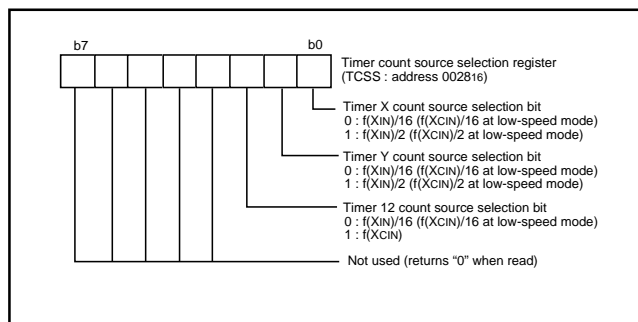 b7
b0
Timer count source selection register
(TCSS : address 002816)
Timer X count source selection bit
0 : f(XIN)/16 (f(XCIN)/16 at low-speed mode)
1 : f(XIN)/2 (f(XCIN)/2 at low-speed mode)
Timer Y count source selection bit
0 : f(XIN)/16 (f(XCIN)/16 at low-speed mode)
1 : f(XIN)/2 (f(XCIN)/2 at low-speed mode)
Timer 12 count source selection bit
0 : f(XIN)/16 (f(XCIN)/16 at low-speed mode)
1 : f(XCIN)
Not used (returns “0” when read)